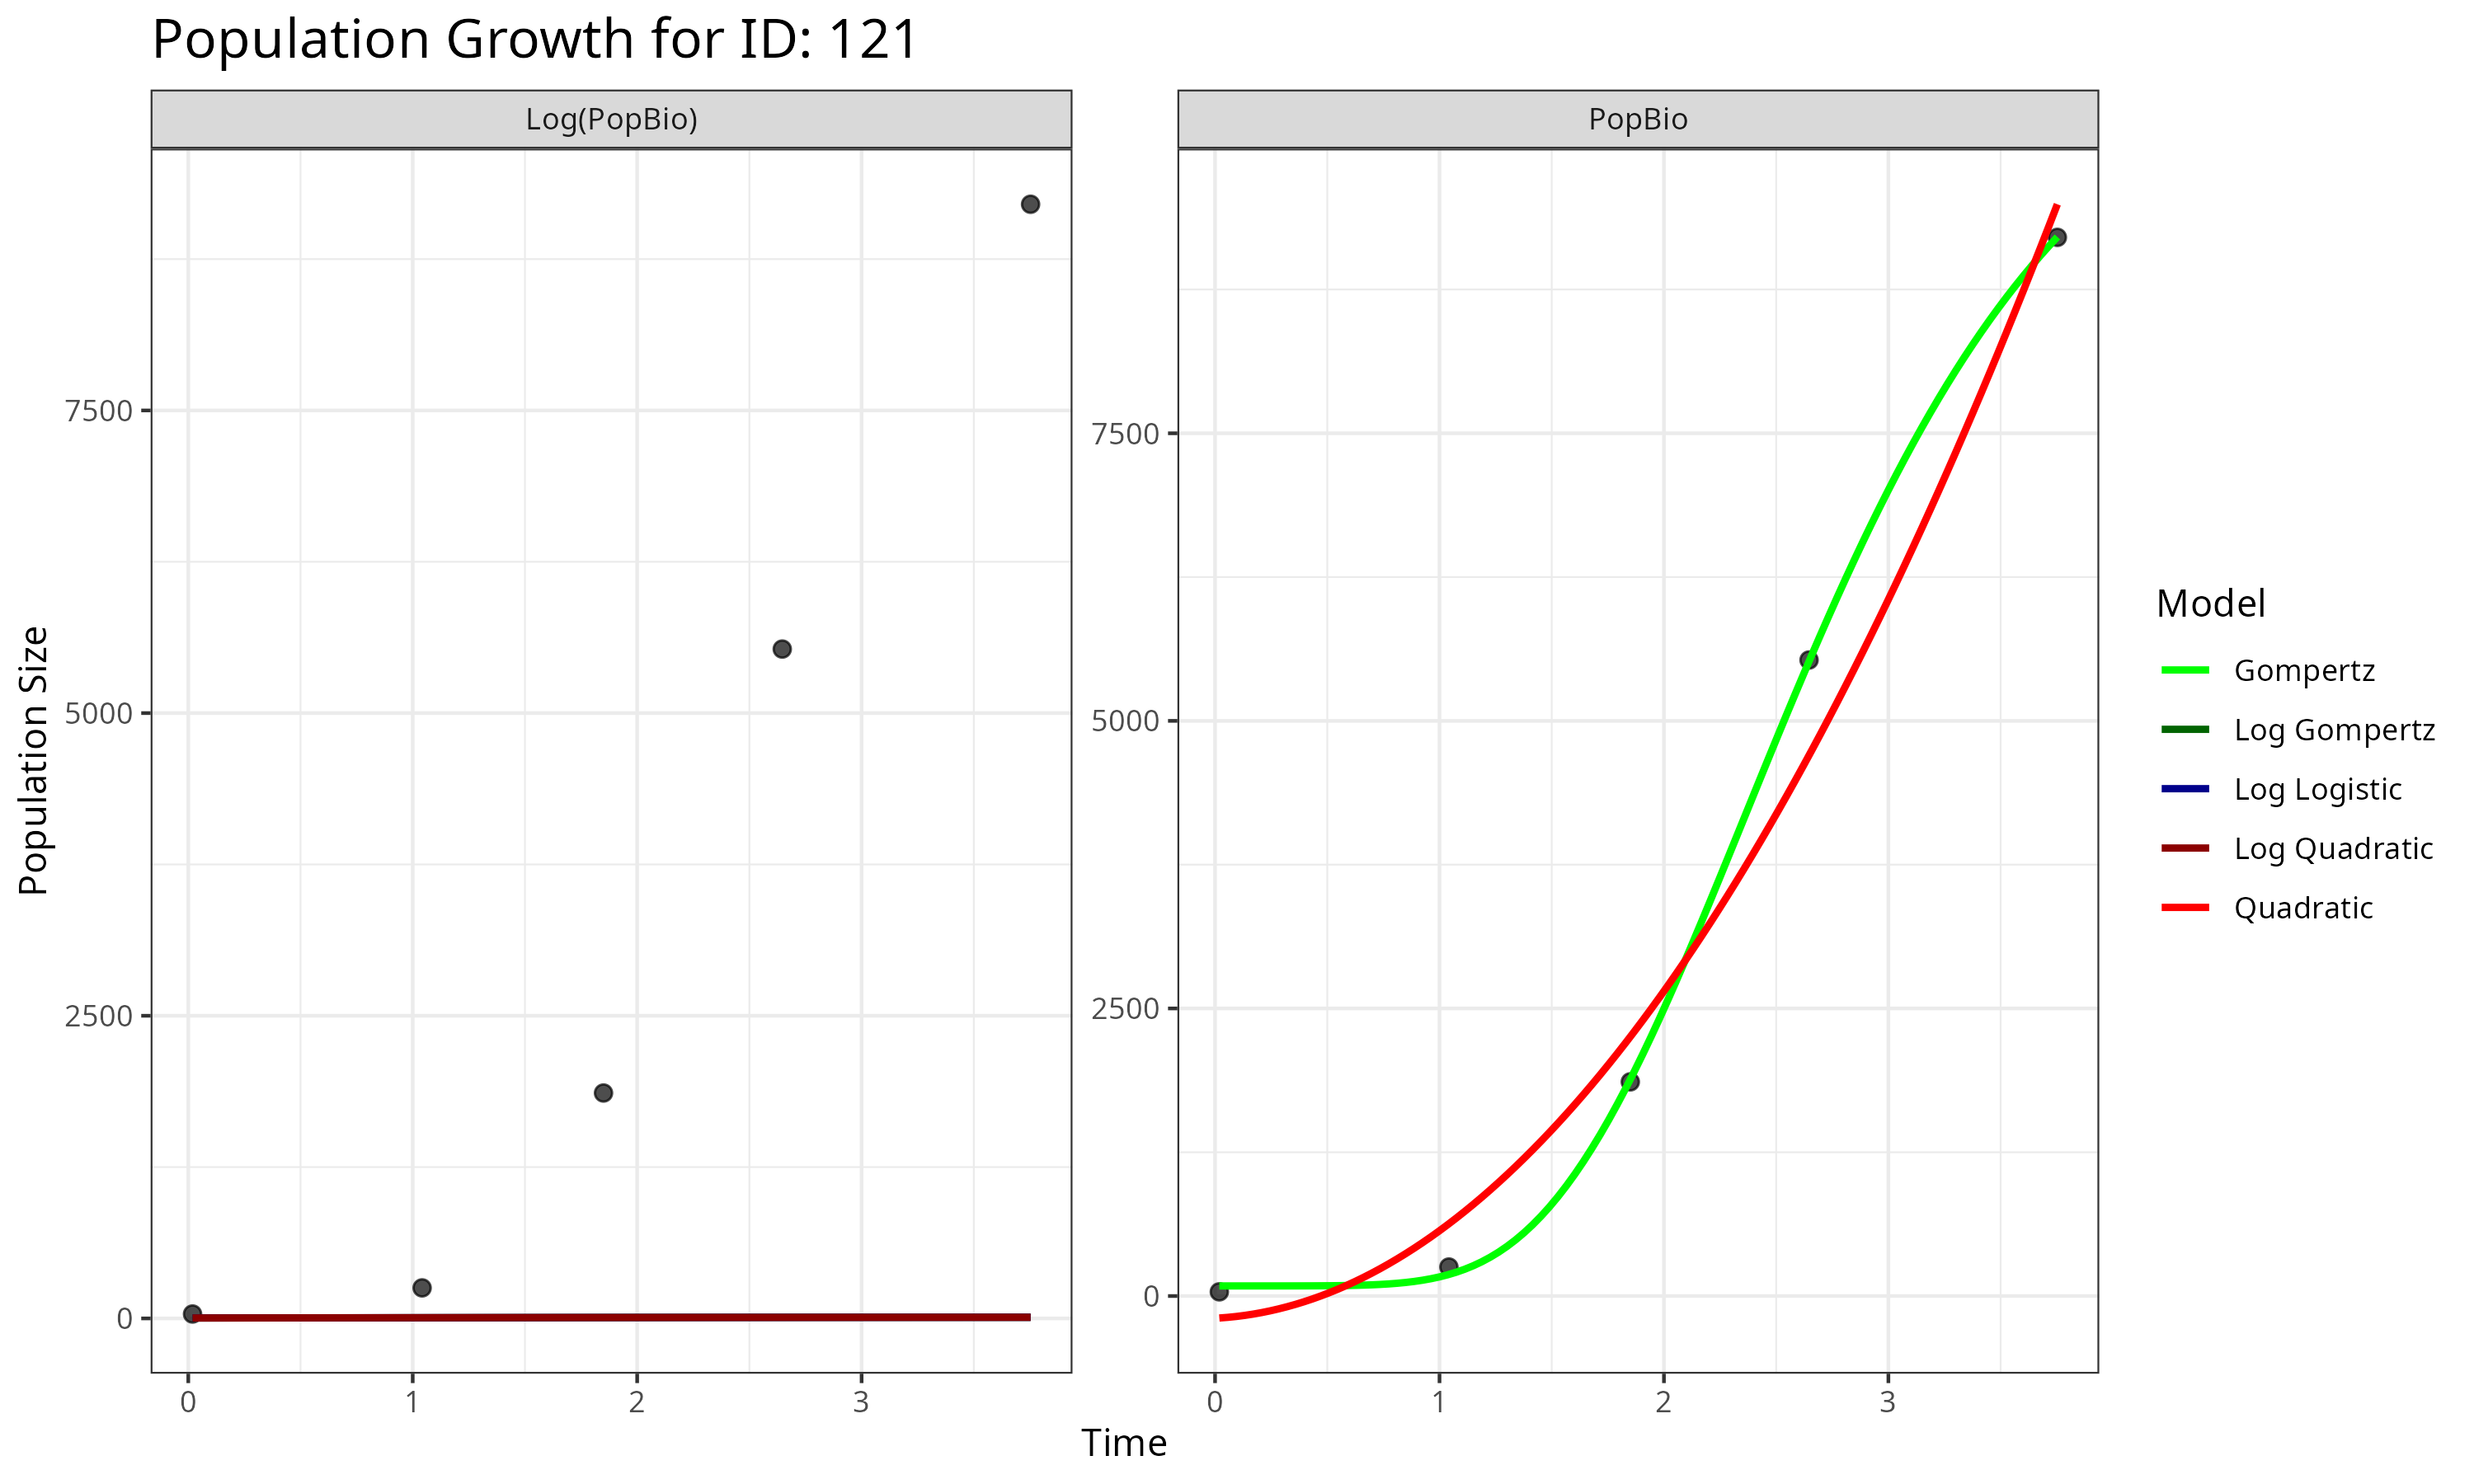 Population Growth for ID: 121
Log(PopBio)
PopBio
Population Size
7500
5000
2500
0
7500
5000
2500
0
0 1 2 3
0 1 2 3
Time
Model
Gompertz
Log Gompertz
Log Logistic
Log Quadratic
Quadratic